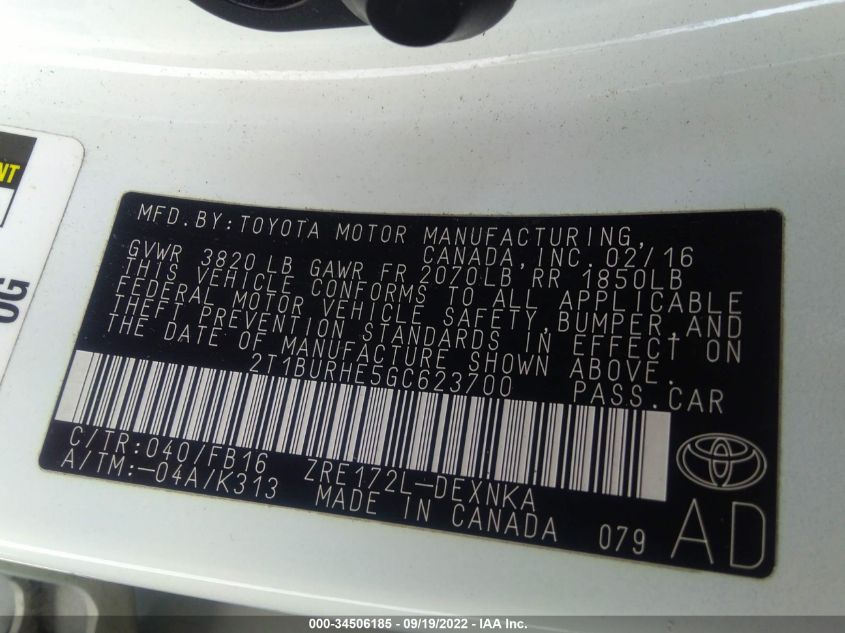 NT
OG
MFD.BY:TOYOTA MOTOR MANUFACTURING,
CANADA,INC. 02/16
GVWR 3820 LB GAWR FR 2070LB RR 1850LB
THIS VEHICLE CONFORMS TO ALL APPLICABLE
FEDERAL MOTOR VEHICLE SAFETY,BUMPER,AND
THEFT PREVENTION STANDARDS IN EFFECT ON
THE DATE OF MANUFACTURE SHOWN ABOVE.
2T1BURHE5GC623700 PASS.CAR
C/TR:040/FB16 ZRE172L-DEXNKA
A/TM:-04A/K313 MADE IN CANADA 079 AD
000-34506185 - 09/19/2022 - IAA Inc.